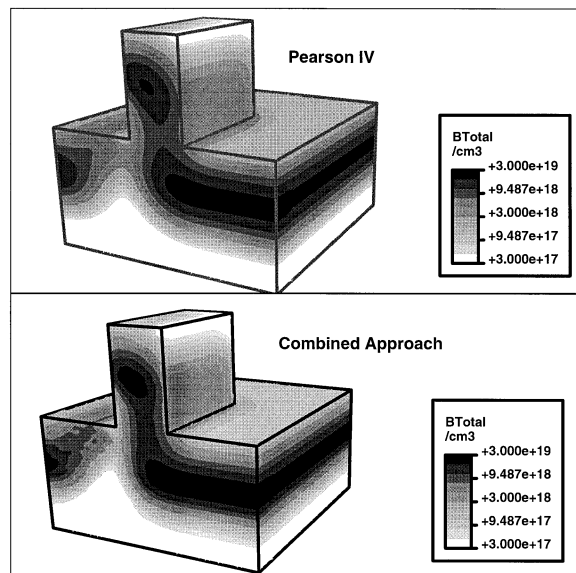 Pearson IV
BTotal
/cm3
+3.000e+19
+9.487e+18
+3.000e+18
+9.487e+17
+3.000e+17
Combined Approach
BTotal
/cm3
+3.000e+19
+9.487e+18
+3.000e+18
+9.487e+17
+3.000e+17